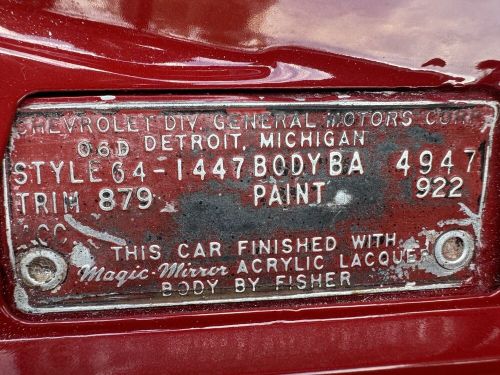 CHEVROLET DIV. GENERAL MOTORS CORP.
06D DETROIT, MICHIGAN
STYLE 64-1447 BODY BA 4947
TRIM 879 PAINT 922
ACC.
THIS CAR FINISHED WITH
Magic-Mirror ACRYLIC LACQUER
BODY BY FISHER